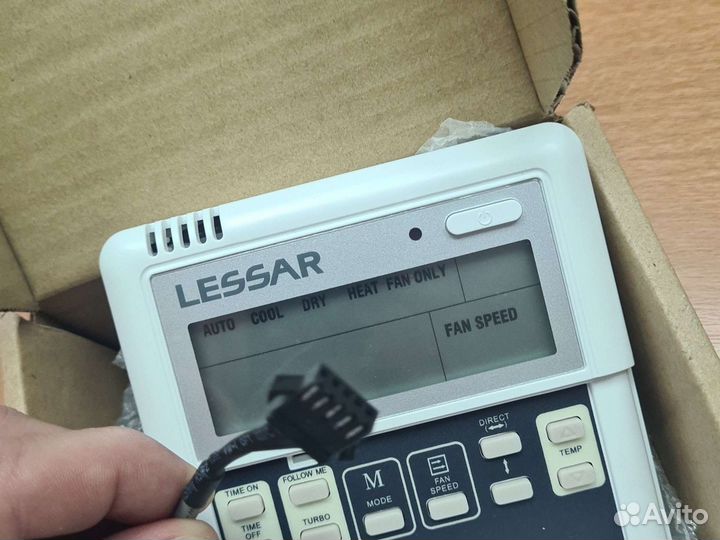 LESSAR
AUTO COOL DRY HEAT FAN ONLY
FAN SPEED
DIRECT
TEMP
FOLLOW ME
M
MODE
FAN SPEED
TIME ON
TIME OFF
TURBO
Avito